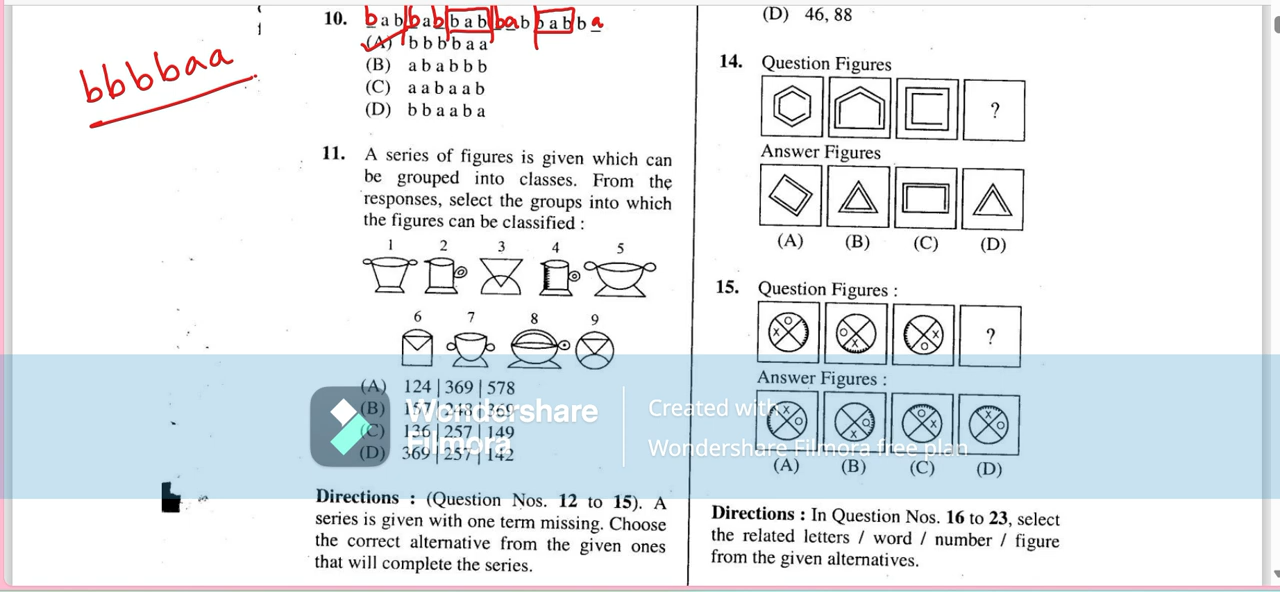 10. b a b b a b b a b b a b b a b b a
(A) b b b b a a
(B) a b a b b b
(C) a a b a a b
(D) b b a a b a
bbbbaa
11. A series of figures is given which can
be grouped into classes. From the
responses, select the groups into which
the figures can be classified :
1 2 3 4 5
6 7 8 9
(A) 124 | 369 | 578
(B) 157 | 248 | 369
(C) 136 | 257 | 149
(D) 369 | 257 | 142
Directions : (Question Nos. 12 to 15). A
series is given with one term missing. Choose
the correct alternative from the given ones
that will complete the series.
(D) 46, 88
14. Question Figures
?
Answer Figures
(A) (B) (C) (D)
15. Question Figures :
?
Answer Figures :
(A) (B) (C) (D)
Directions : In Question Nos. 16 to 23, select
the related letters / word / number / figure
from the given alternatives.
Wondershare
Filmora
Created with
Wondershare Filmora free plan